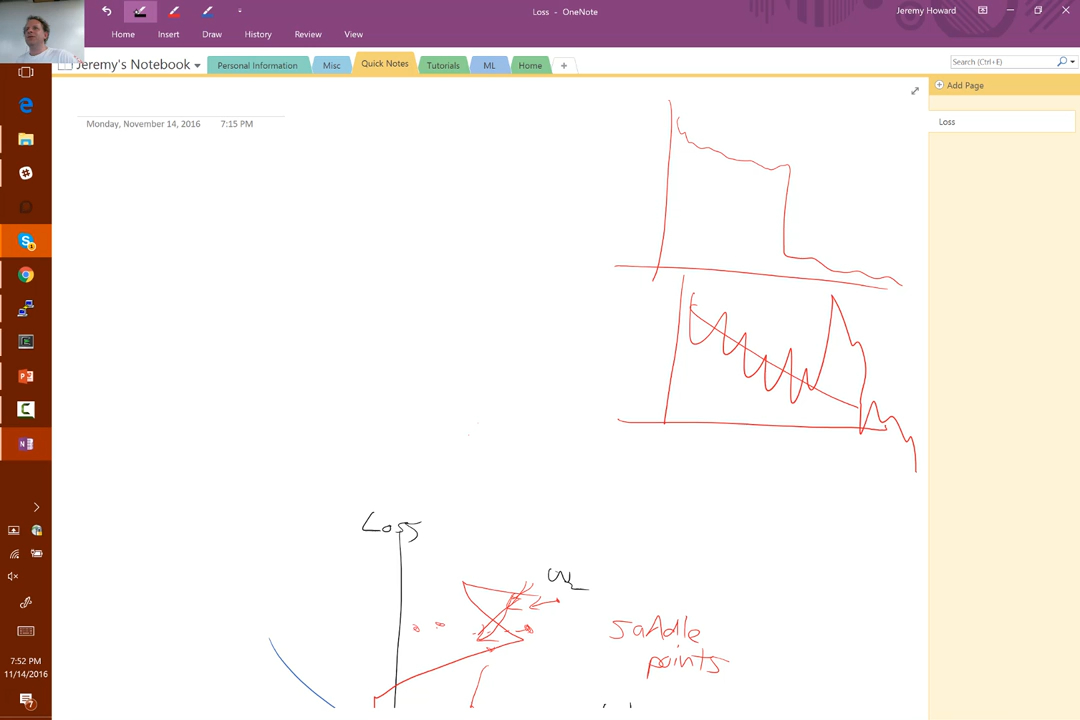 Loss - OneNote
Jeremy Howard
Home Insert Draw History Review View
Jeremy's Notebook
Personal Information Misc Quick Notes Tutorials ML Home
Search (Ctrl+E)
Add Page
Monday, November 14, 2016 7:15 PM
Loss
Loss
saddle
points
7:52 PM
11/14/2016
7